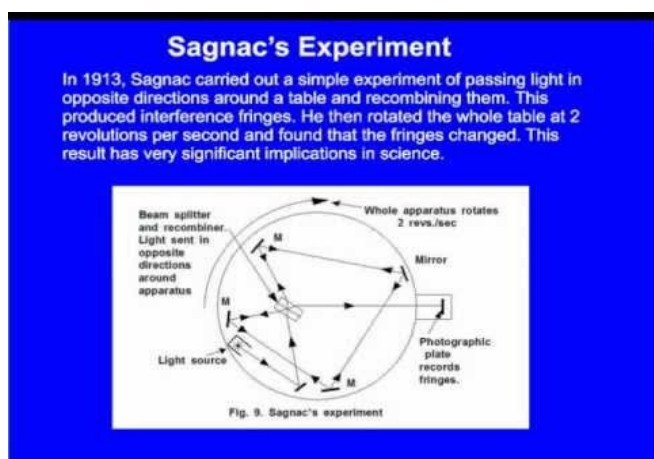 Sagnac's Experiment
In 1913, Sagnac carried out a simple experiment of passing light in
opposite directions around a table and recombining them. This
produced interference fringes. He then rotated the whole table at 2
revolutions per second and found that the fringes changed. This
result has very significant implications in science.
Beam splitter
and recombiner.
Light sent in
opposite
directions
around
apparatus
Whole apparatus rotates
2 revs./sec
M
Mirror
M
Light source
M
Photographic
plate
records
fringes.
Fig. 9. Sagnac's experiment